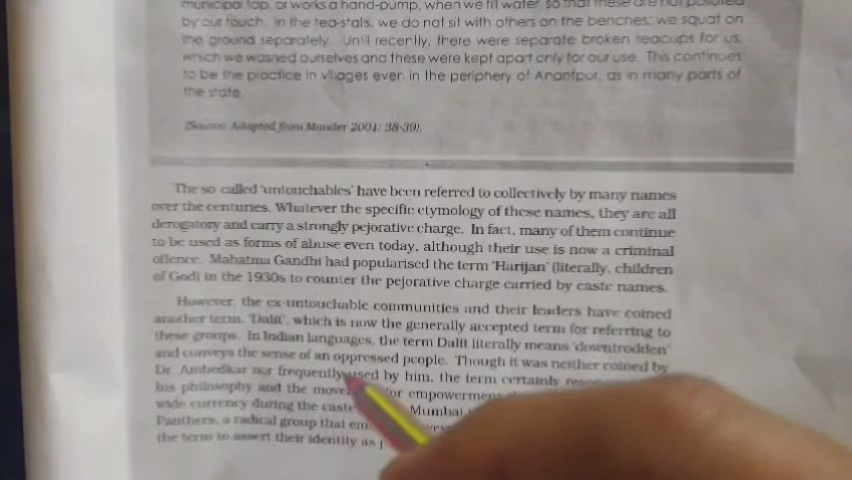 municipal tap, or works a hand-pump, when we fill water, so that these are not polluted
by our touch. In the tea-stalls, we do not sit with others on the benches; we squat on
the ground separately. Until recently, there were separate broken teacups for us,
which we washed ourselves and these were kept apart only for our use. This continues
to be the practice in villages even in the periphery of Anantpur, as in many parts of
the state.
(Source: Adapted from Mander 2001: 38-39).
The so called 'untouchables' have been referred to collectively by many names
over the centuries. Whatever the specific etymology of these names, they are all
derogatory and carry a strongly pejorative charge. In fact, many of them continue
to be used as forms of abuse even today, although their use is now a criminal
offence. Mahatma Gandhi had popularised the term 'Harijan' (literally, children
of God) in the 1930s to counter the pejorative charge carried by caste names.
However, the ex-untouchable communities and their leaders have coined
another term, 'Dalit', which is now the generally accepted term for referring to
these groups. In Indian languages, the term Dalit literally means 'downtrodden'
and conveys the sense of an oppressed people. Though it was neither coined by
Dr. Ambedkar nor frequently used by him, the term certainly
his philosophy and the for empowerment
wide currency during the caste Mumbai
Panthers, a radical group that
the term to assert their identity as